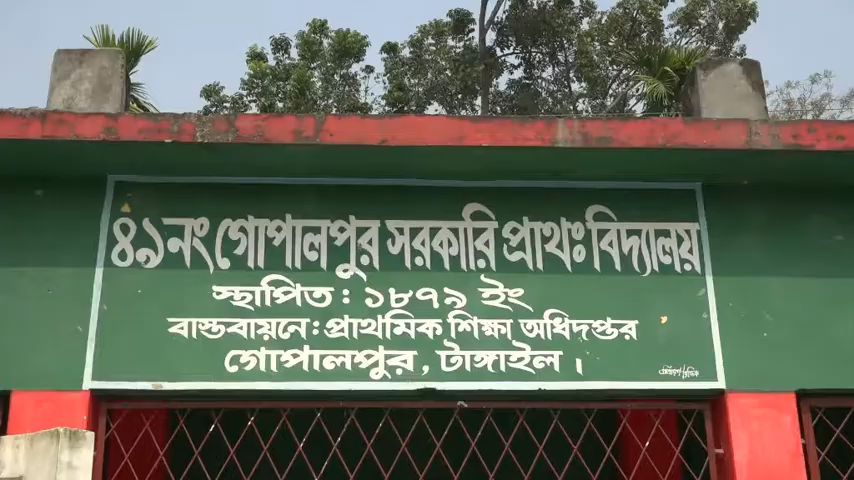 ৪১নং গোপালপুর সরকারি প্রাথঃ বিদ্যালয়
স্থাপিত : ১৮৭৯ ইং
বাস্তবায়নে : প্রাথমিক শিক্ষা অধিদপ্তর
গোপালপুর, টাঙ্গাইল ।